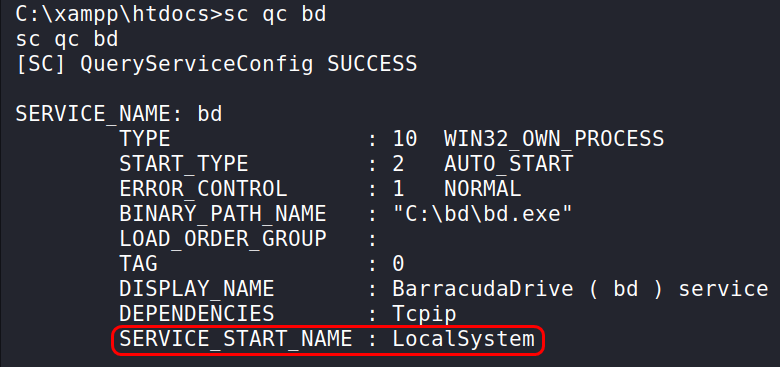 C:\xampp\htdocs>sc qc bd
sc qc bd
[SC] QueryServiceConfig SUCCESS
SERVICE_NAME: bd
TYPE : 10 WIN32_OWN_PROCESS
START_TYPE : 2 AUTO_START
ERROR_CONTROL : 1 NORMAL
BINARY_PATH_NAME : "C:\bd\bd.exe"
LOAD_ORDER_GROUP :
TAG : 0
DISPLAY_NAME : BarracudaDrive ( bd ) service
DEPENDENCIES : Tcpip
SERVICE_START_NAME : LocalSystem